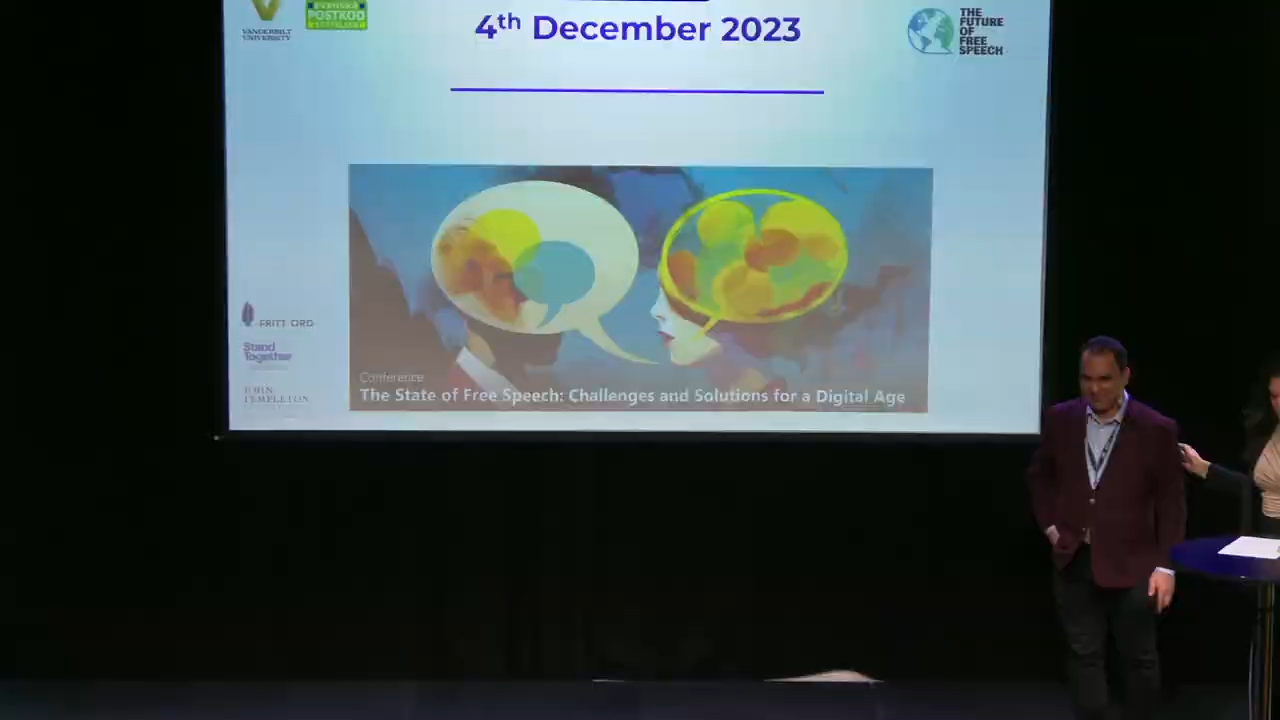 VANDERBILT
UNIVERSITY
SVENSKA
POSTKOD
4th December 2023
THE
FUTURE
OF
FREE
SPEECH
FRITT ORD
Stand
Together
JOHN
TEMPLETON
Conference
The State of Free Speech: Challenges and Solutions for a Digital Age